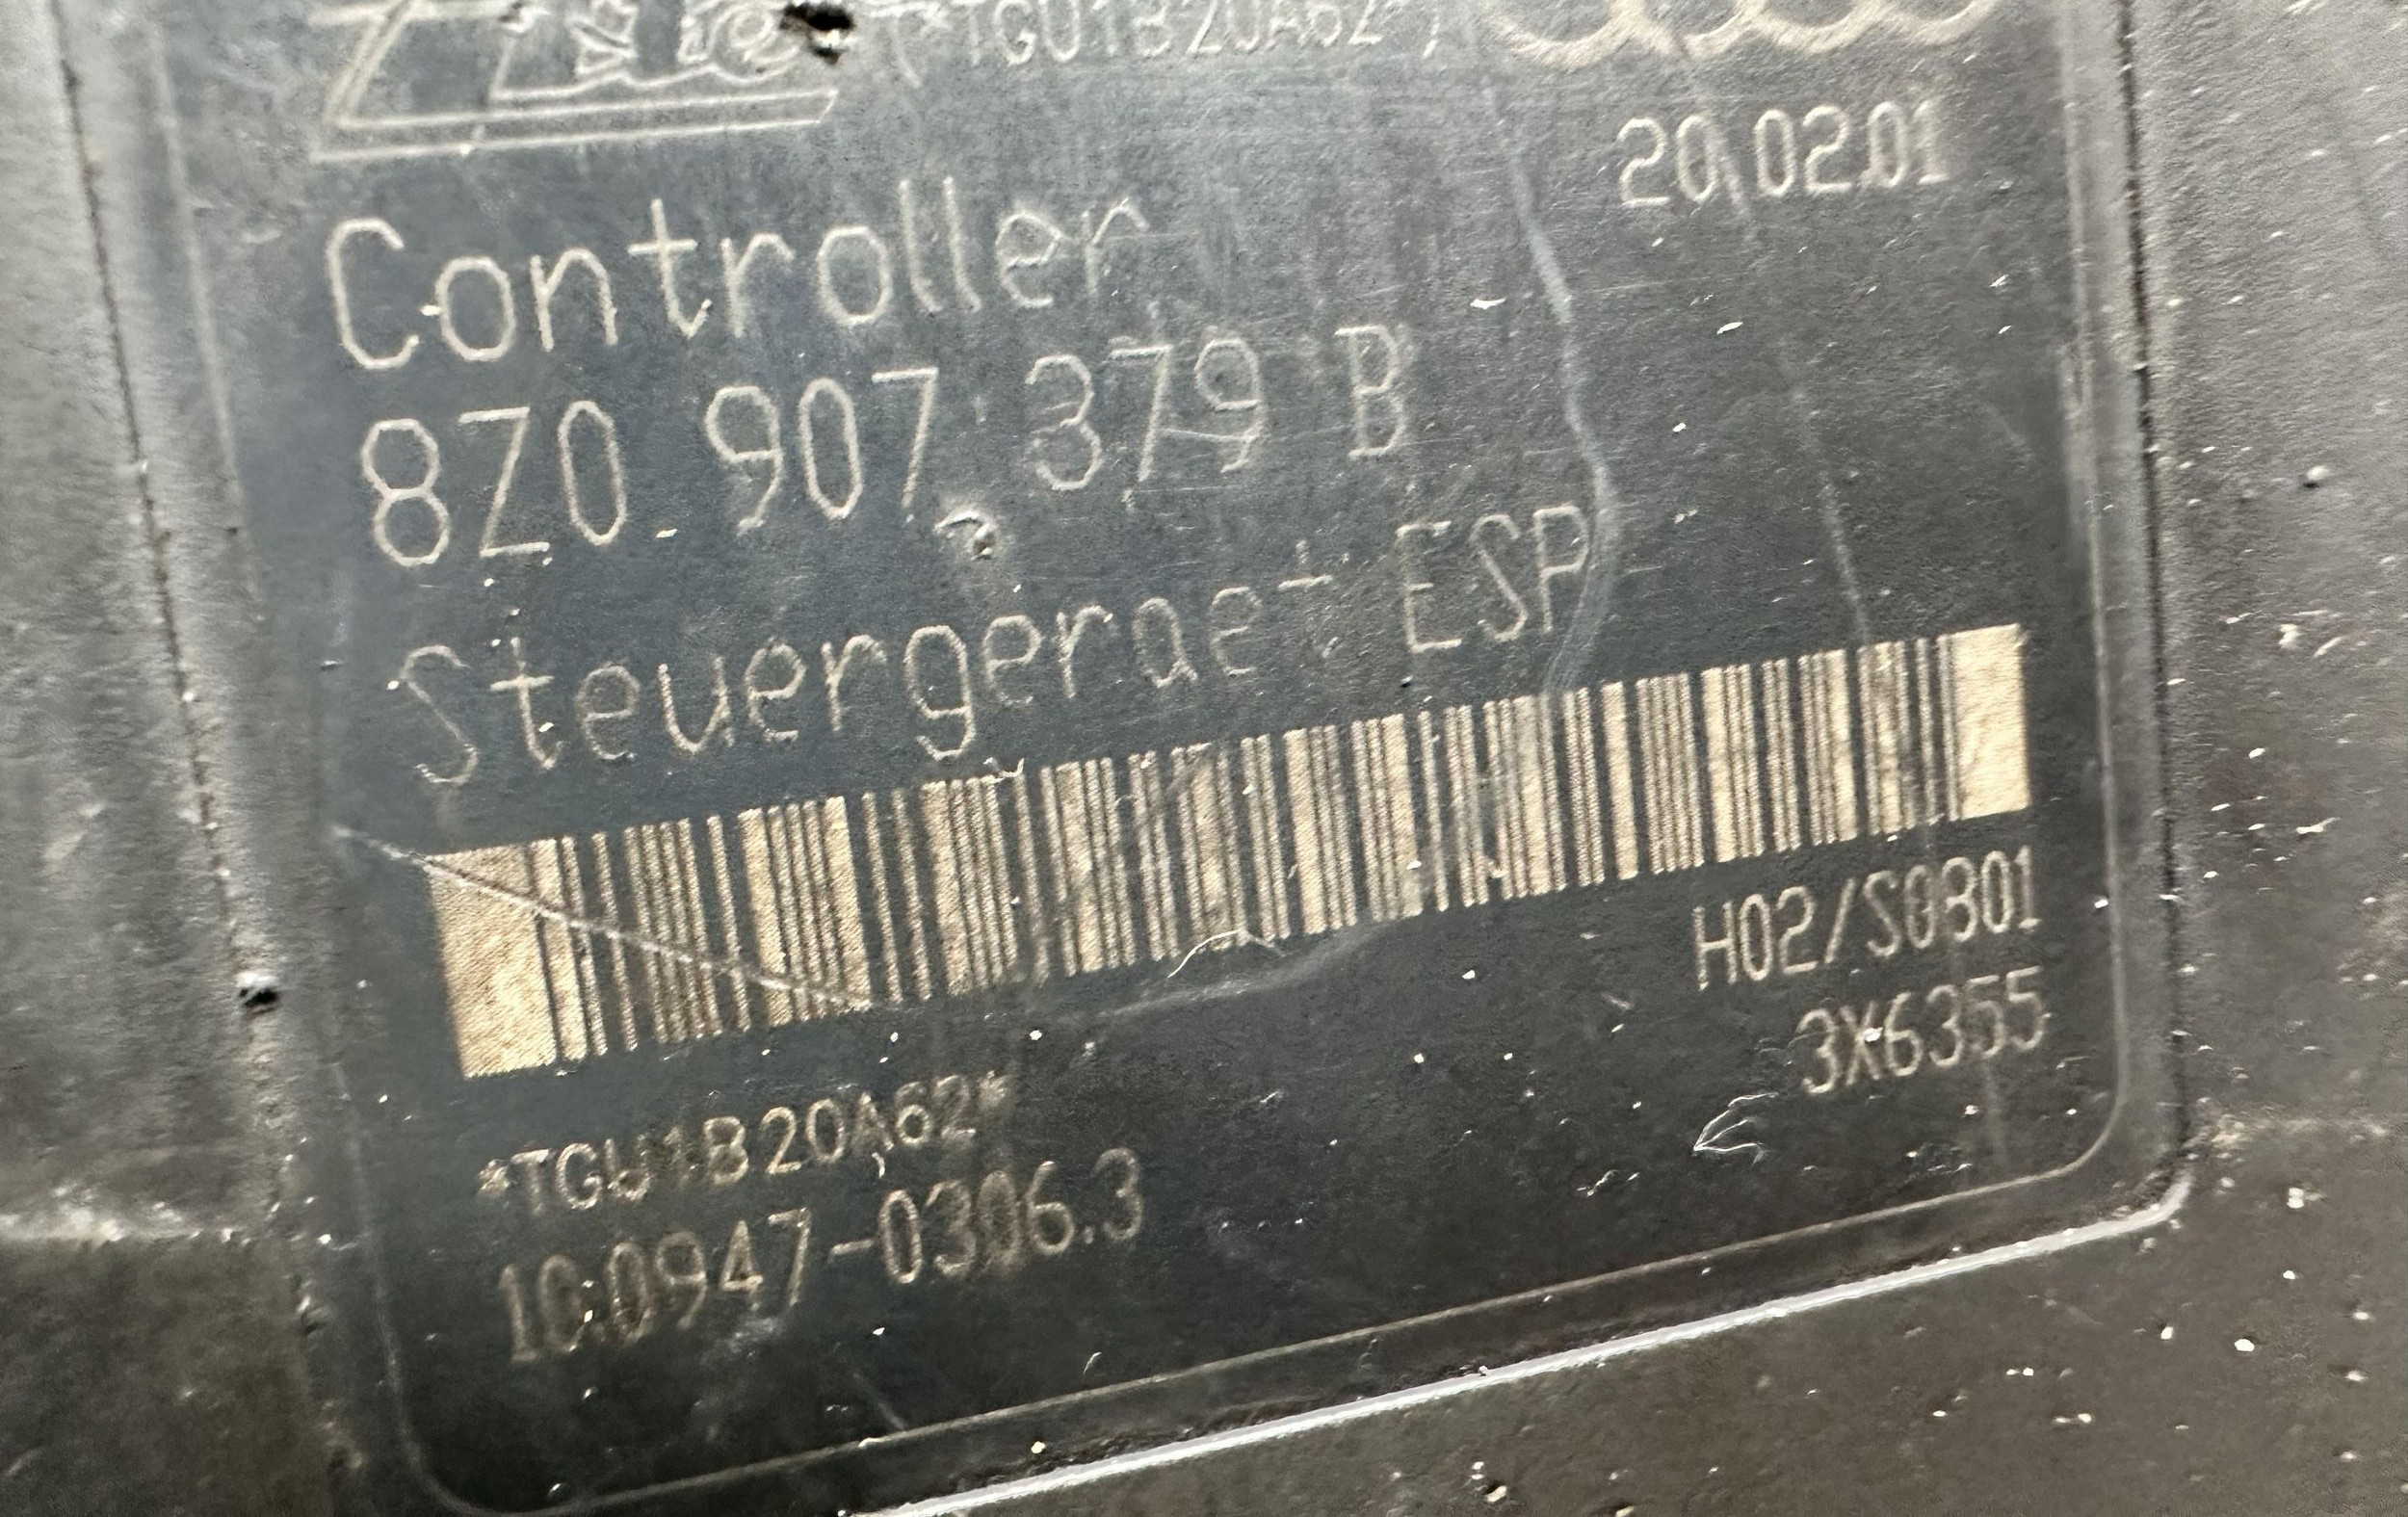 *TGU1B20A62*
20.02.01
Controller
8Z0 907 379 B
Steuergeraet ESP
H02/S0801
3X6355
*TGU1B20A62*
10.0947-0306.3